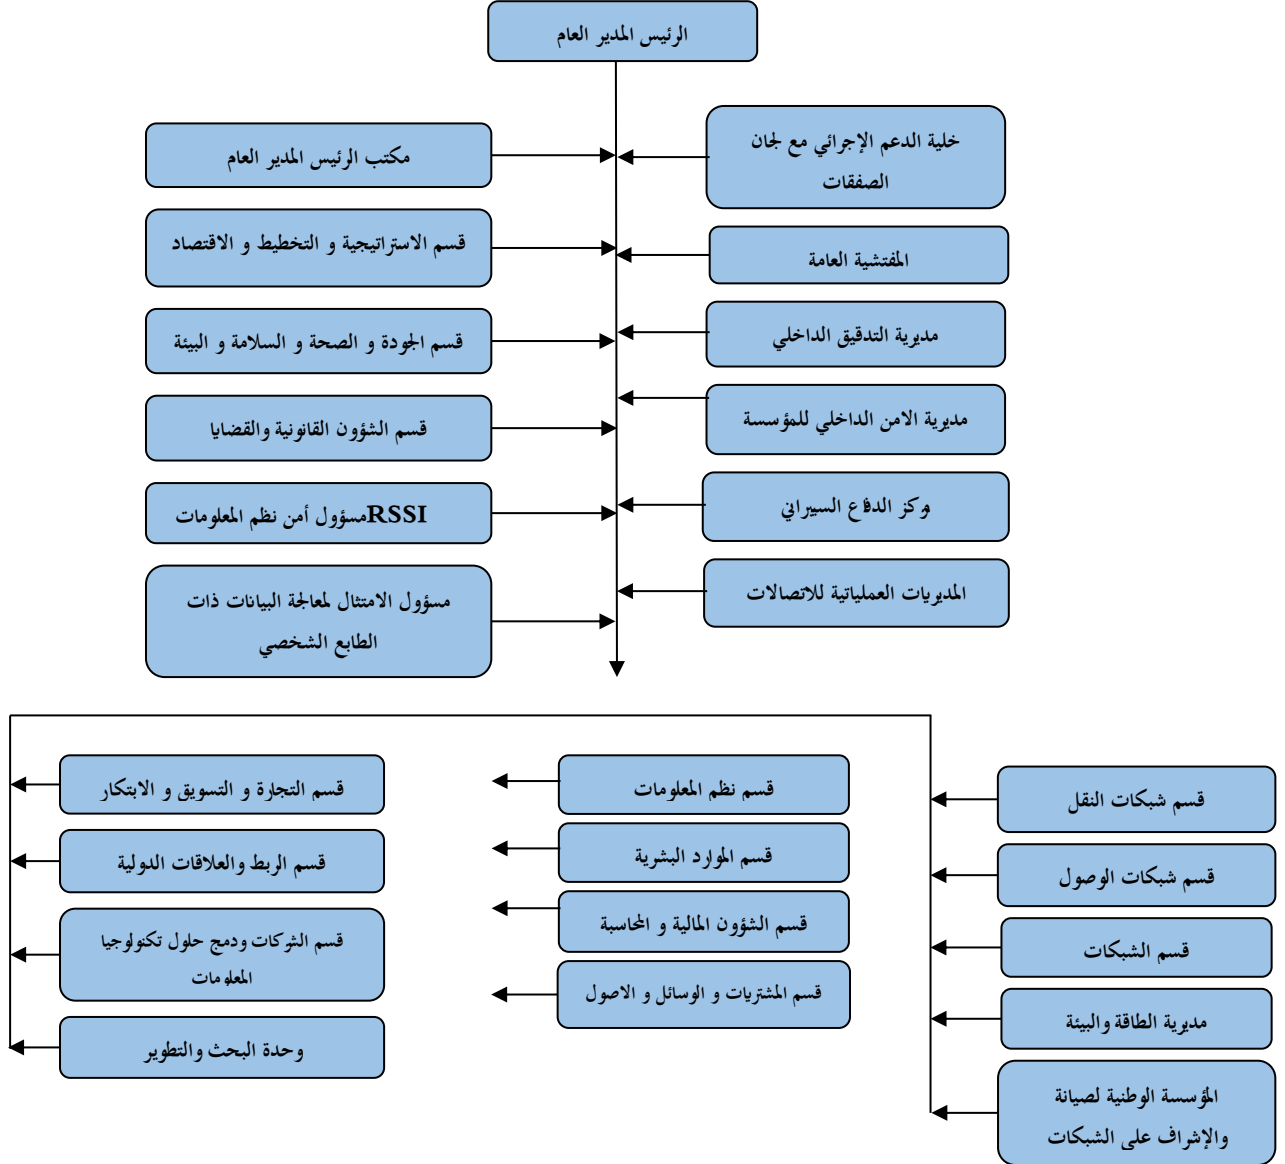 الرئيس المدير العام
خلية الدعم الإجرائي مع لجان
الصفقات
مكتب الرئيس المدير العام
قسم الاستراتيجية و التخطيط و الاقتصاد
المفتشية العامة
قسم الجودة و الصحة و السلامة و البيئة
مديرية التدقيق الداخلي
مديرية الامن الداخلي للمؤسسة
قسم الشؤون القانونية والقضايا
مركز الدفاع السيبراني
RSSIمسؤول أمن نظم المعلومات
المديريات العملياتية للاتصالات
مسؤول الامتثال لمعالجة البيانات ذات
الطابع الشخصي
قسم شبكات النقل
قسم نظم المعلومات
قسم التجارة و التسويق و الابتكار
قسم شبكات الوصول
قسم الموارد البشرية
قسم الربط والعلاقات الدولية
قسم الشبكات
قسم الشؤون المالية و المحاسبة
قسم الشركات ودمج حلول تكنولوجيا
المعلومات
مديرية الطاقة والبيئة
قسم المشتريات و الوسائل و الاصول
وحدة البحث والتطوير
المؤسسة الوطنية لصيانة
والإشراف على الشبكات